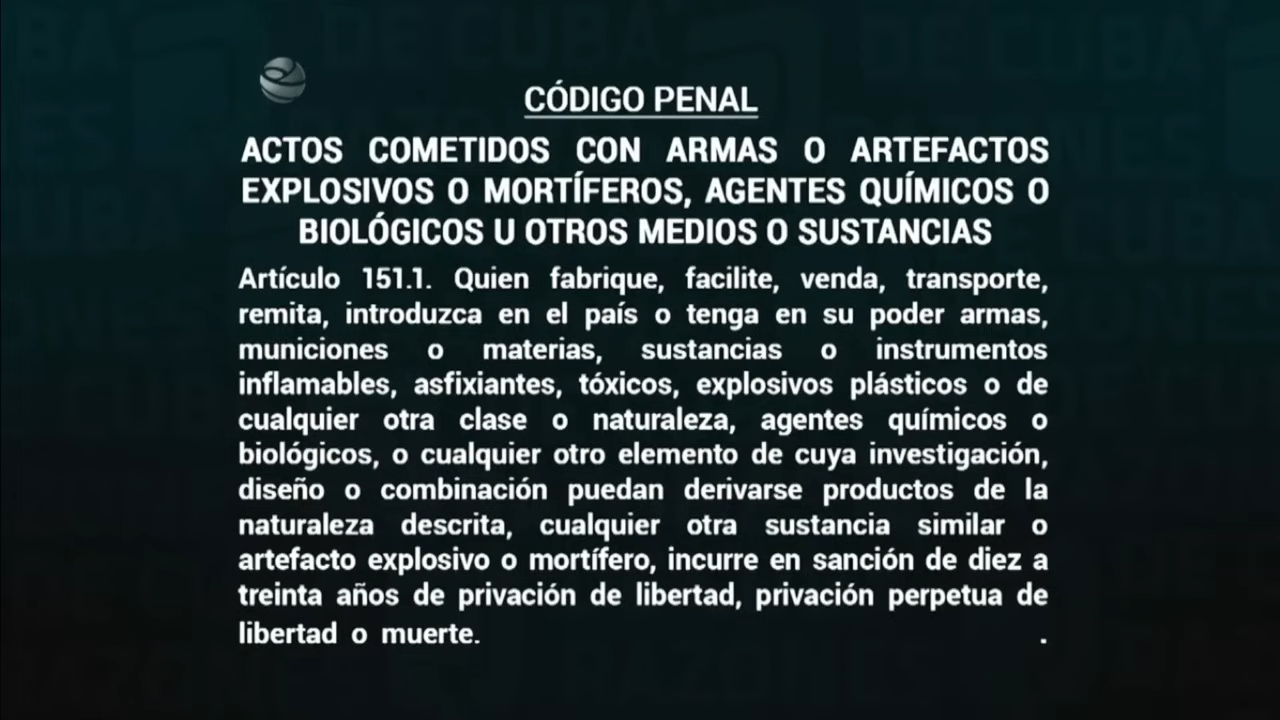 CÓDIGO PENAL
ACTOS COMETIDOS CON ARMAS O ARTEFACTOS
EXPLOSIVOS O MORTÍFEROS, AGENTES QUÍMICOS O
BIOLÓGICOS U OTROS MEDIOS O SUSTANCIAS
Artículo 151.1. Quien fabrique, facilite, venda, transporte,
remita, introduzca en el país o tenga en su poder armas,
municiones o materias, sustancias o instrumentos
inflamables, asfixiantes, tóxicos, explosivos plásticos o de
cualquier otra clase o naturaleza, agentes químicos o
biológicos, o cualquier otro elemento de cuya investigación,
diseño o combinación puedan derivarse productos de la
naturaleza descrita, cualquier otra sustancia similar o
artefacto explosivo o mortífero, incurre en sanción de diez a
treinta años de privación de libertad, privación perpetua de
libertad o muerte. .